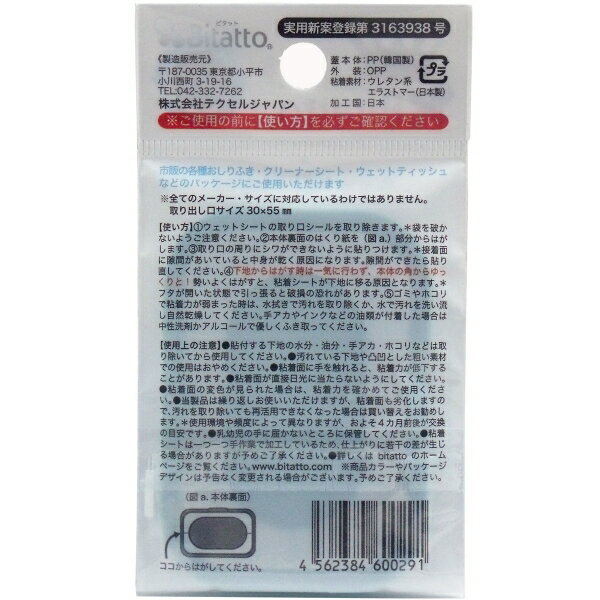 ビタット
Bitatto®
実用新案登録第 3163938 号
《製造販売元》
〒187-0035 東京都小平市
小川西町 3-19-16
TEL:042-332-7262
株式会社テクセルジャパン
蓋 本 体:PP(韓国製)
外　　装:OPP
粘着素材:ウレタン系
エラストマー(日本製)
加 工 国:日本
プラ
※ご使用の前に【使い方】を必ずご確認ください
市販の各種おしりふき・クリーナーシート・ウェットティッシュ
などのパッケージにご使用いただけます
※全てのメーカー・サイズに対応しているわけではありません。
取り出し口サイズ 30×55 ㎜
【使い方】①ウェットシートの取り口シールを取り除きます。＊袋を破か
ないようご注意ください。②本体裏面のはくり紙を（図 a.）部分からはが
します。③取り口の周りにシワができないように貼りつけます。＊接着面
に隙間があいていると中身が乾く原因になります。隙間ができたら貼り
直してください。④下地からはがす時は一気に行わず、本体の角からゆっ
くりと！勢いよくはがすと、粘着シートが下地に移る原因となります。＊
フタが開いた状態で引っ張ると破損の恐れがあります。⑤ゴミやホコリ
で粘着力が弱まった時は、水拭きで汚れを取り除くか、水で汚れを洗い流
し自然乾燥してください。手アカやインクなどの油類が付着した場合は
中性洗剤かアルコールで優しくふき取ってください。
【使用上の注意】●貼付する下地の水分・油分・手アカ・ホコリなどは取
り除いてから使用してください。●汚れている下地や凸凹とした粗い素材
での使用はおやめください。●粘着面に手を触れると、粘着力が低下する
ことがあります。●粘着面が直接日光に当たらないようにしてください。
●粘着面の変色が見られた場合は、粘着力を確かめてご使用ください。
●当製品は繰り返しお使いいただけますが、粘着面も劣化しますの
で、汚れを取り除いても再活用できなくなった場合は買い替えをお勧めし
ます。＊使用環境や頻度によって異なりますが、およそ４カ月前後が交換
の目安です。●乳幼児の手に届かないところに保管してください。●粘着
シートは一つ一つ手作業で加工しているため、仕上がりに若干の差が生じ
る場合がありますが予めご了承ください。●詳しくは bitatto のホーム
ページをご覧ください。www.bitatto.com　※商品カラーやパッケージ
デザインは予告なく変更される場合がございます。予めご了承ください。
（図 a. 本体裏面）
ココからはがしてください。
4 562384 600291